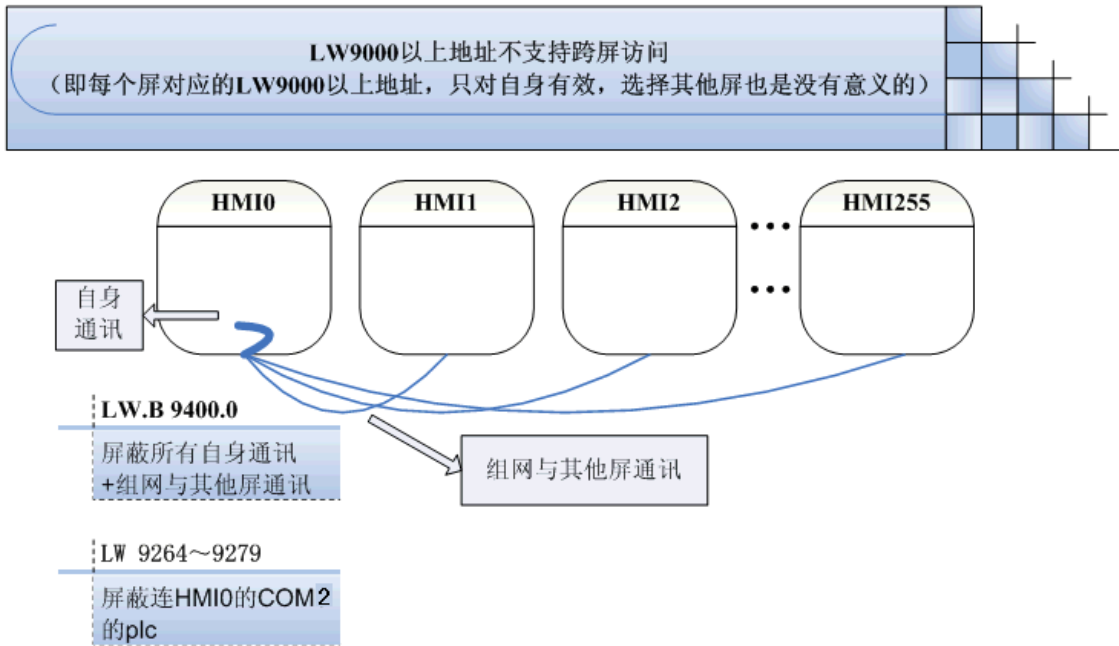 LW9000以上地址不支持跨屏访问
（即每个屏对应的LW9000以上地址，只对自身有效，选择其他屏也是没有意义的）
HMI0
HMI1
HMI2
HMI255
自身
通讯
LW.B 9400.0
屏蔽所有自身通讯
+组网与其他屏通讯
组网与其他屏通讯
LW 9264～9279
屏蔽连HMI0的COM2
的plc